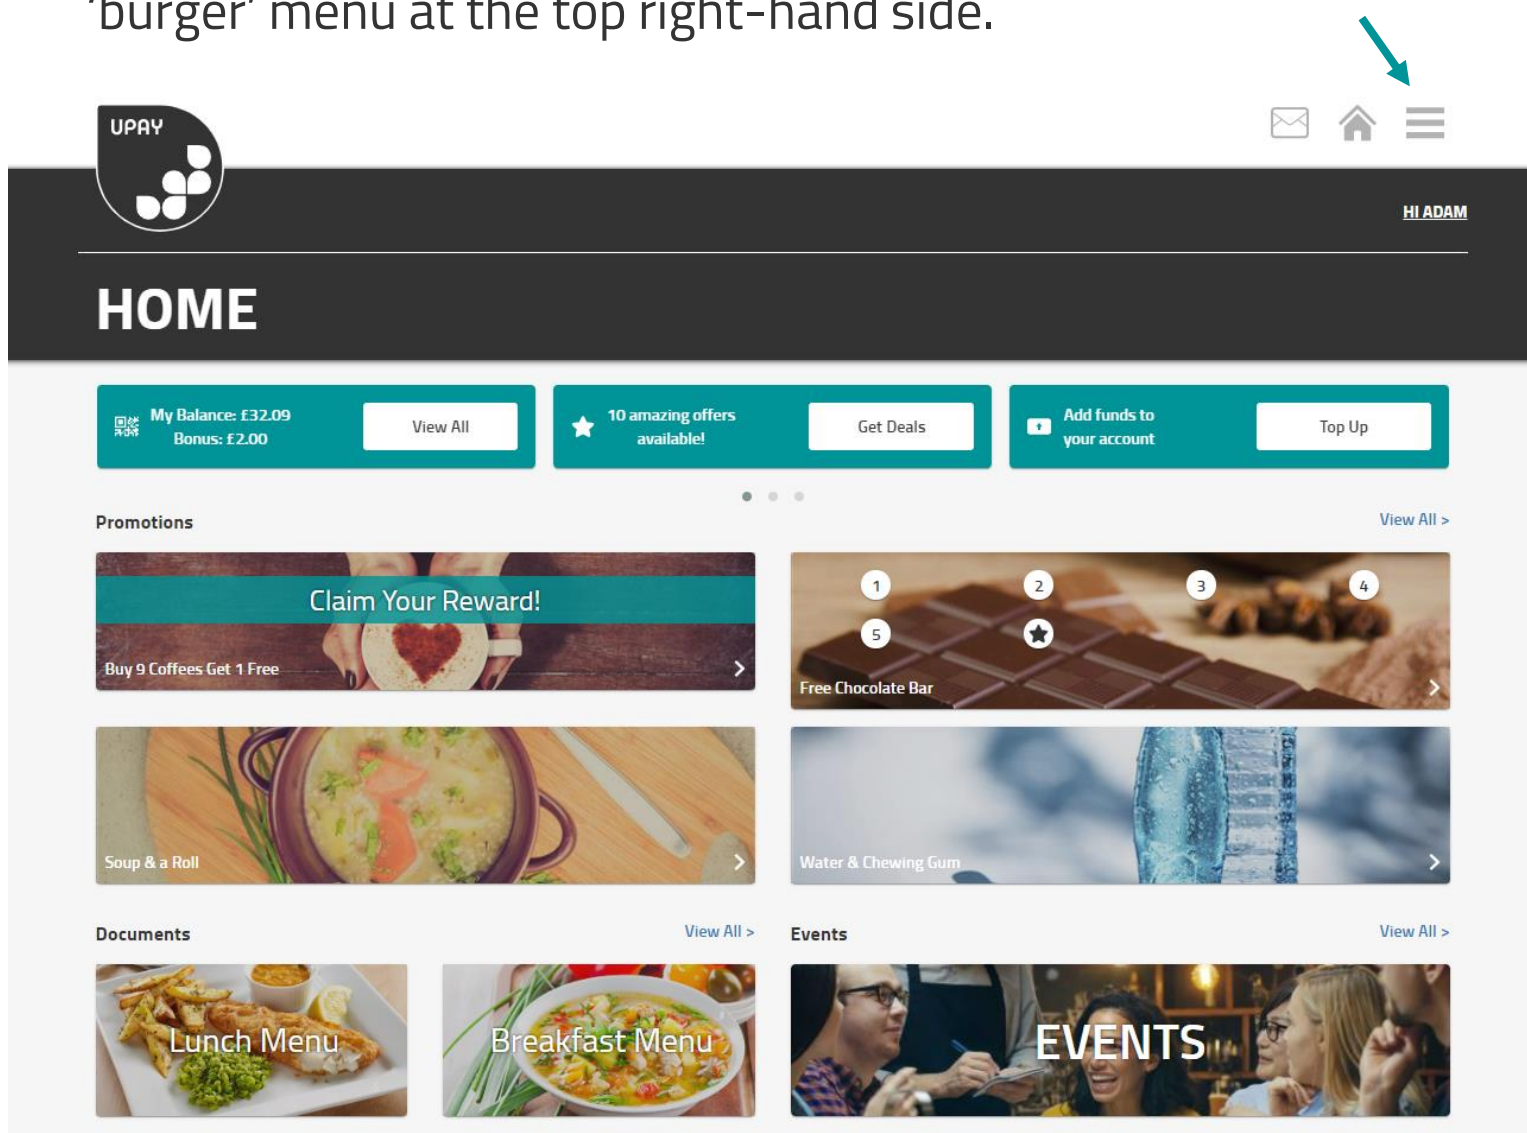 'burger' menu at the top right-hand side.
UPAY
HI ADAM
HOME
My Balance: £32.09
Bonus: £2.00
View All
10 amazing offers
available!
Get Deals
Add funds to
your account
Top Up
Promotions
View All >
Claim Your Reward!
Buy 9 Coffees Get 1 Free
1 2 3 4
5
Free Chocolate Bar
Soup & a Roll
Water & Chewing Gum
Documents
View All >
Events
View All >
Lunch Menu
Breakfast Menu
EVENTS